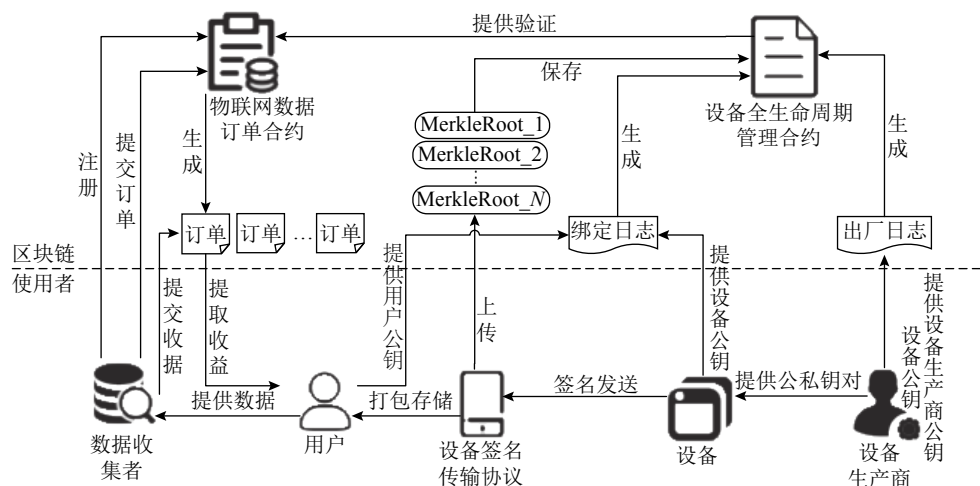 提供验证
保存
物联网数据
订单合约
设备全生命周期
管理合约
注册
提交订单
生成
MerkleRoot_1
MerkleRoot_2
MerkleRoot_N
生成
生成
订单
订单
…
订单
绑定日志
出厂日志
区块链
使用者
提交收据
提取收益
提供用户公钥
上传
提供设备公钥
设备公钥
提供设备生产商公钥
签名发送
提供公私钥对
提供数据
打包存储
数据收
集者
用户
设备签名
传输协议
设备
设备
生产商